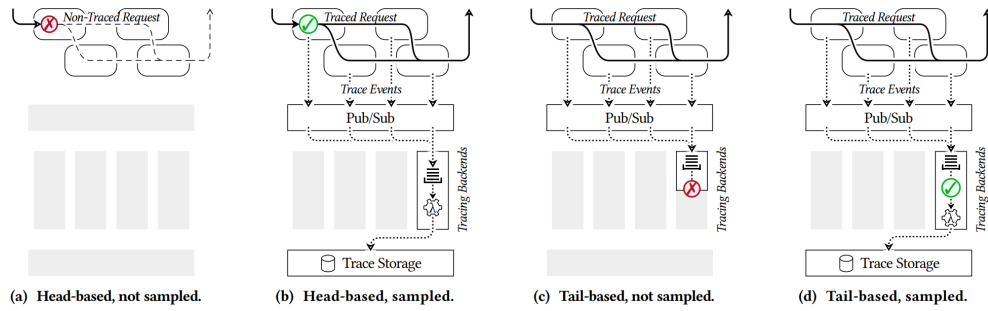 Non-Traced Request
(a) Head-based, not sampled.
Traced Request
Trace Events
Pub/Sub
Tracing Backends
Trace Storage
(b) Head-based, sampled.
Traced Request
Trace Events
Pub/Sub
Tracing Backends
(c) Tail-based, not sampled.
Traced Request
Trace Events
Pub/Sub
Tracing Backends
λ
Trace Storage
(d) Tail-based, sampled.